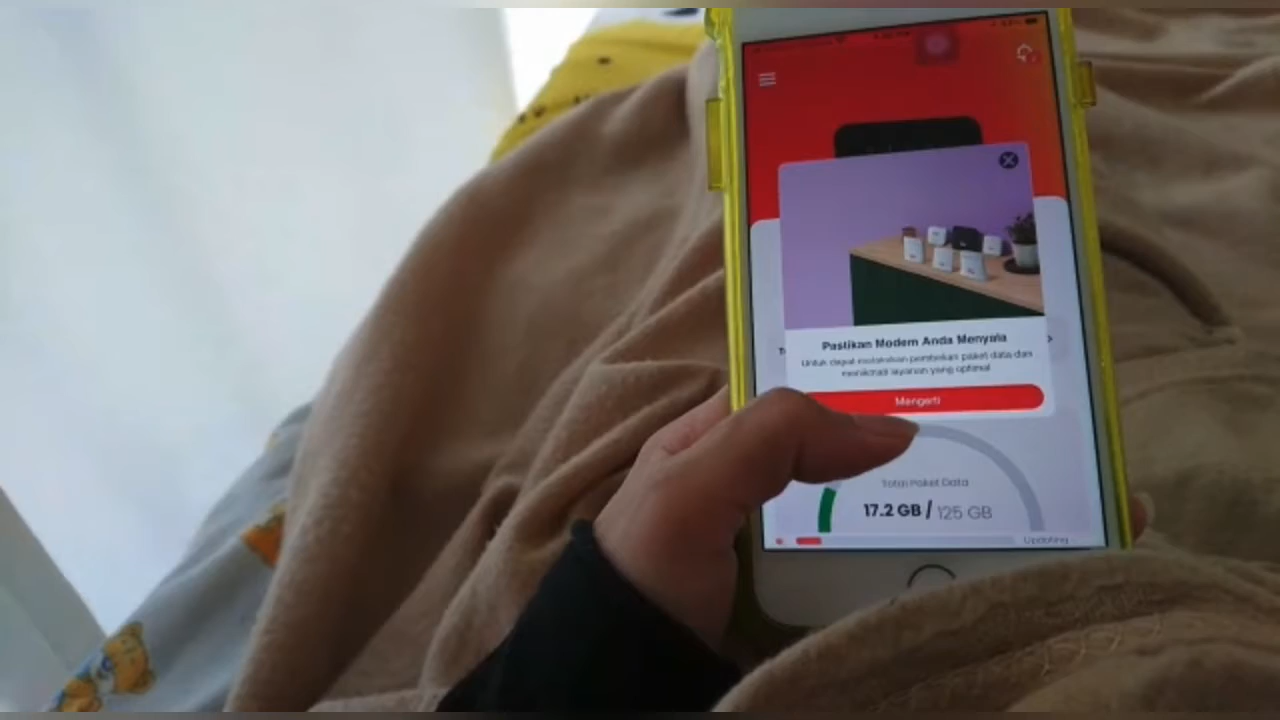 Pastikan Modem Anda Menyala
Untuk dapat melakukan pembelian paket data dan
menikmati layanan yang optimal
Mengerti
Total Paket Data
17.2 GB / 125 GB
Updating